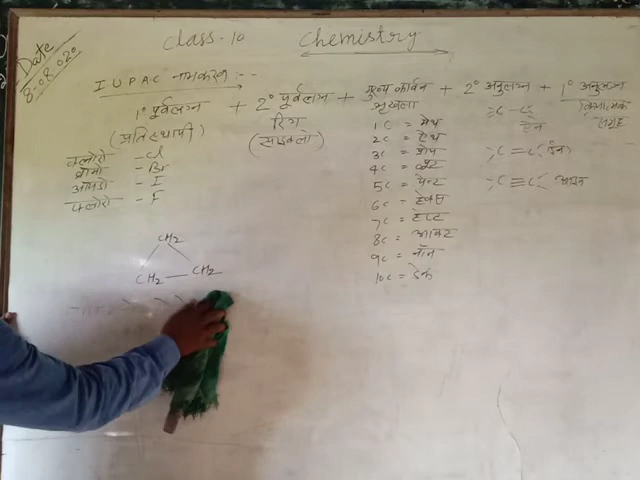 Date
8-08-020
Class-10 Chemistry
IUPAC नामकरण :--
1° पूर्वलग्न + 2° पूर्वलग्न + मुख्य कार्बन + 2° अनुलग्न + 1° अनुलग्न
(प्रतिस्थापी) रिंग श्रृंखला
(साइक्लो)
क्लोरो - Cl
ब्रोमो - Br
आयडो - I
फ्लोरो - F
1C = मेथ
2C = ऐथ
3C = प्रोप
4C = ब्यूट
5C = पेन्ट
6C = हेक्स
7C = हेप्ट
8C = आक्ट
9C = नॉन
10C = डेक
C - C
ऐन
C = C (ईन)
C ≡ C आइन
CH2
CH2 — CH2